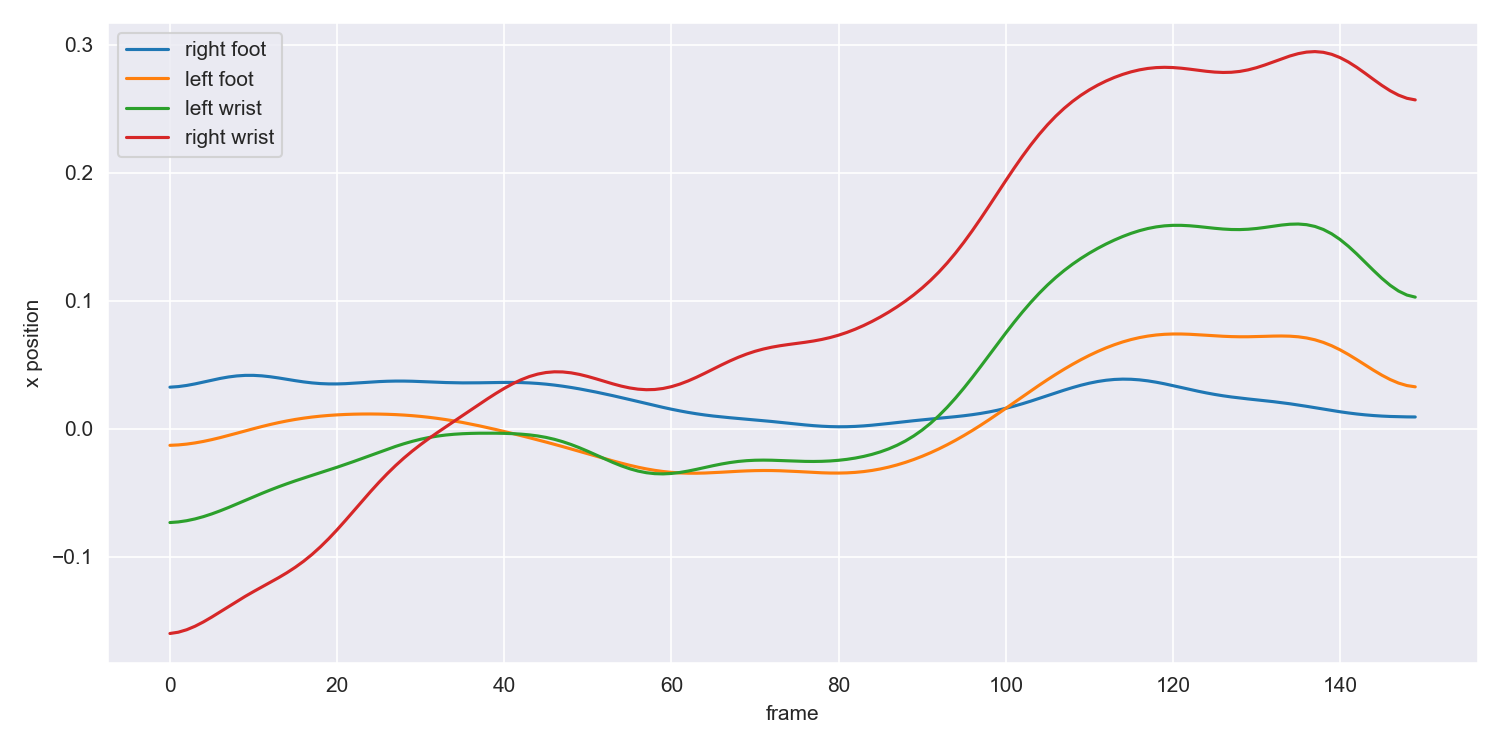 right foot
left foot
left wrist
right wrist
0.3
0.2
0.1
0.0
−0.1
x position
0 20 40 60 80 100 120 140
frame